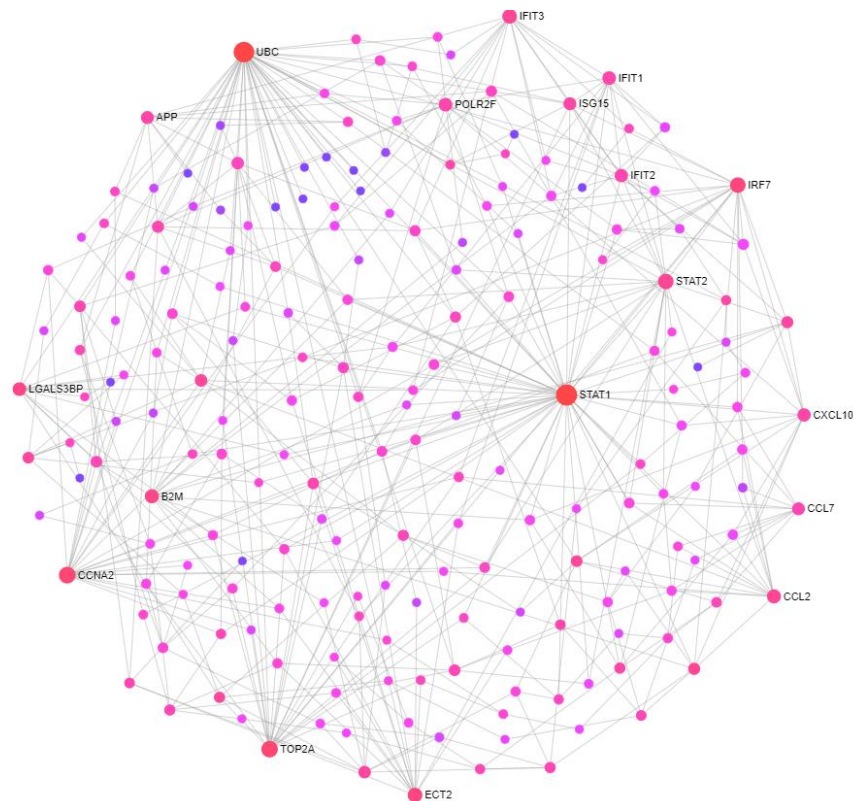 IFIT3
UBC
IFIT1
POLR2F
ISG15
APP
IFIT2
IRF7
STAT2
LGALS3BP
STAT1
CXCL10
B2M
CCL7
CCNA2
CCL2
TOP2A
ECT2